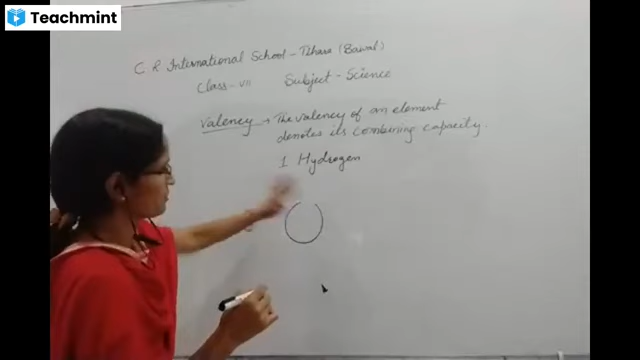 Teachmint
C. R International School - Tihara (Bawal)
Class - VII Subject - Science
Valency → The valency of an element
denotes its combining capacity.
1 Hydrogen